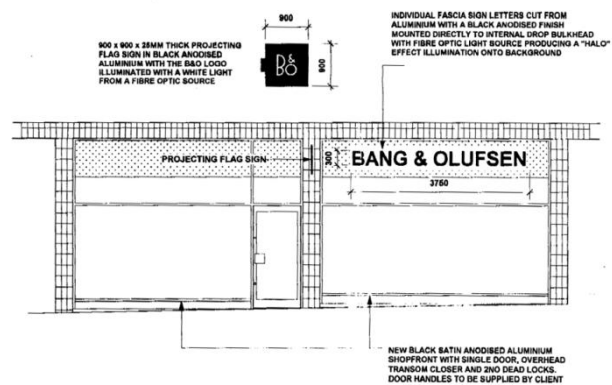 900
900 x 900 x 25MM THICK PROJECTING
FLAG SIGN IN BLACK ANODISED
ALUMINIUM WITH THE B&O LOGO
ILLUMINATED WITH A WHITE LIGHT
FROM A FIBRE OPTIC SOURCE
B&
BO
900
INDIVIDUAL FASCIA SIGN LETTERS CUT FROM
ALUMINIUM WITH A BLACK ANODISED FINISH
MOUNTED DIRECTLY TO INTERNAL DROP BULKHEAD
WITH FIBRE OPTIC LIGHT SOURCE PRODUCING A "HALO"
EFFECT ILLUMINATION ONTO BACKGROUND
PROJECTING FLAG SIGN
300
BANG & OLUFSEN
3750
NEW BLACK SATIN ANODISED ALUMINIUM
SHOPFRONT WITH SINGLE DOOR, OVERHEAD
TRANSOM CLOSER AND 2NO DEAD LOCKS.
DOOR HANDLES TO BE SUPPLIED BY CLIENT